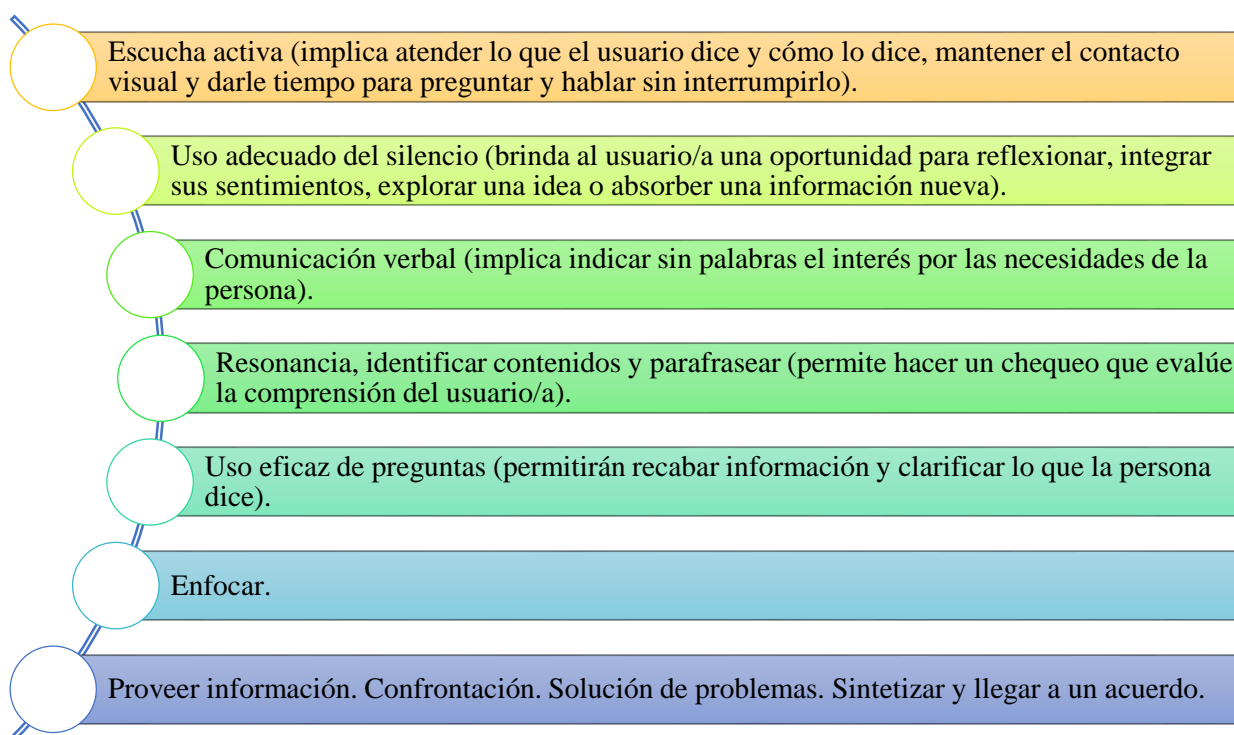 Escucha activa (implica atender lo que el usuario dice y cómo lo dice, mantener el contacto
visual y darle tiempo para preguntar y hablar sin interrumpirlo).
Uso adecuado del silencio (brinda al usuario/a una oportunidad para reflexionar, integrar
sus sentimientos, explorar una idea o absorber una información nueva).
Comunicación verbal (implica indicar sin palabras el interés por las necesidades de la
persona).
Resonancia, identificar contenidos y parafrasear (permite hacer un chequeo que evalúe
la comprensión del usuario/a).
Uso eficaz de preguntas (permitirán recabar información y clarificar lo que la persona
dice).
Enfocar.
Proveer información. Confrontación. Solución de problemas. Sintetizar y llegar a un acuerdo.